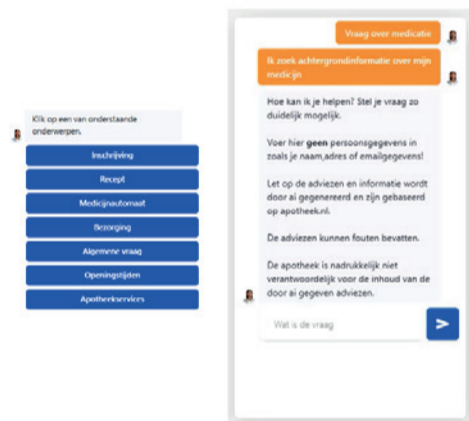 Klik op een van onderstaande
onderwerpen.
Inschrijving
Recept
Medicijnautomaat
Bezorging
Algemene vraag
Openingstijden
Apotheekservices
Vraag over medicatie
Ik zoek achtergrondinformatie over mijn
medicijn
Hoe kan ik je helpen? Stel je vraag zo
duidelijk mogelijk.
Voer hier geen persoonsgegevens in
zoals je naam,adres of emailgegevens!
Let op de adviezen en informatie wordt
door ai gegenereerd en zijn gebaseerd
op apotheek.nl.
De adviezen kunnen fouten bevatten.
De apotheek is nadrukkelijk niet
verantwoordelijk voor de inhoud van de
door ai gegeven adviezen.
Wat is de vraag